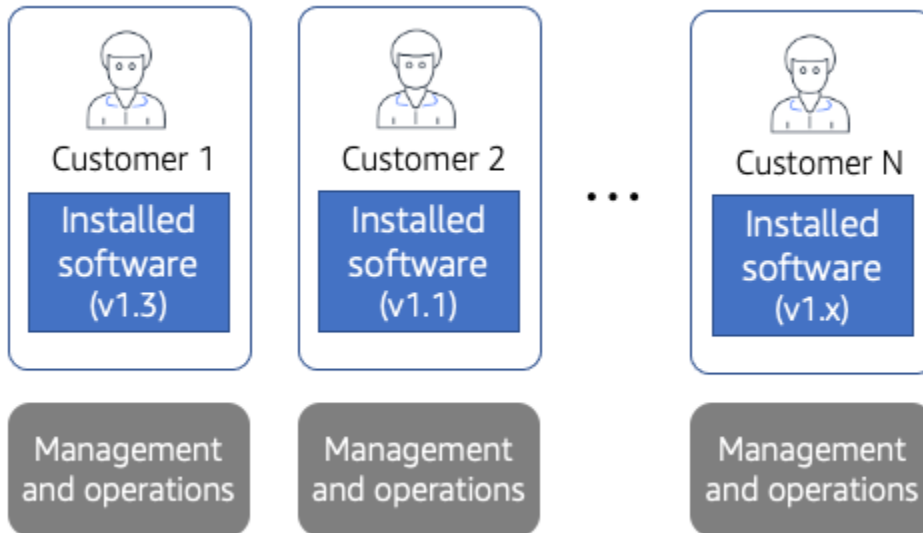 Customer 1
Installed
software
(v1.3)
Management
and operations
Customer 2
Installed
software
(v1.1)
Management
and operations
...
Customer N
Installed
software
(v1.x)
Management
and operations